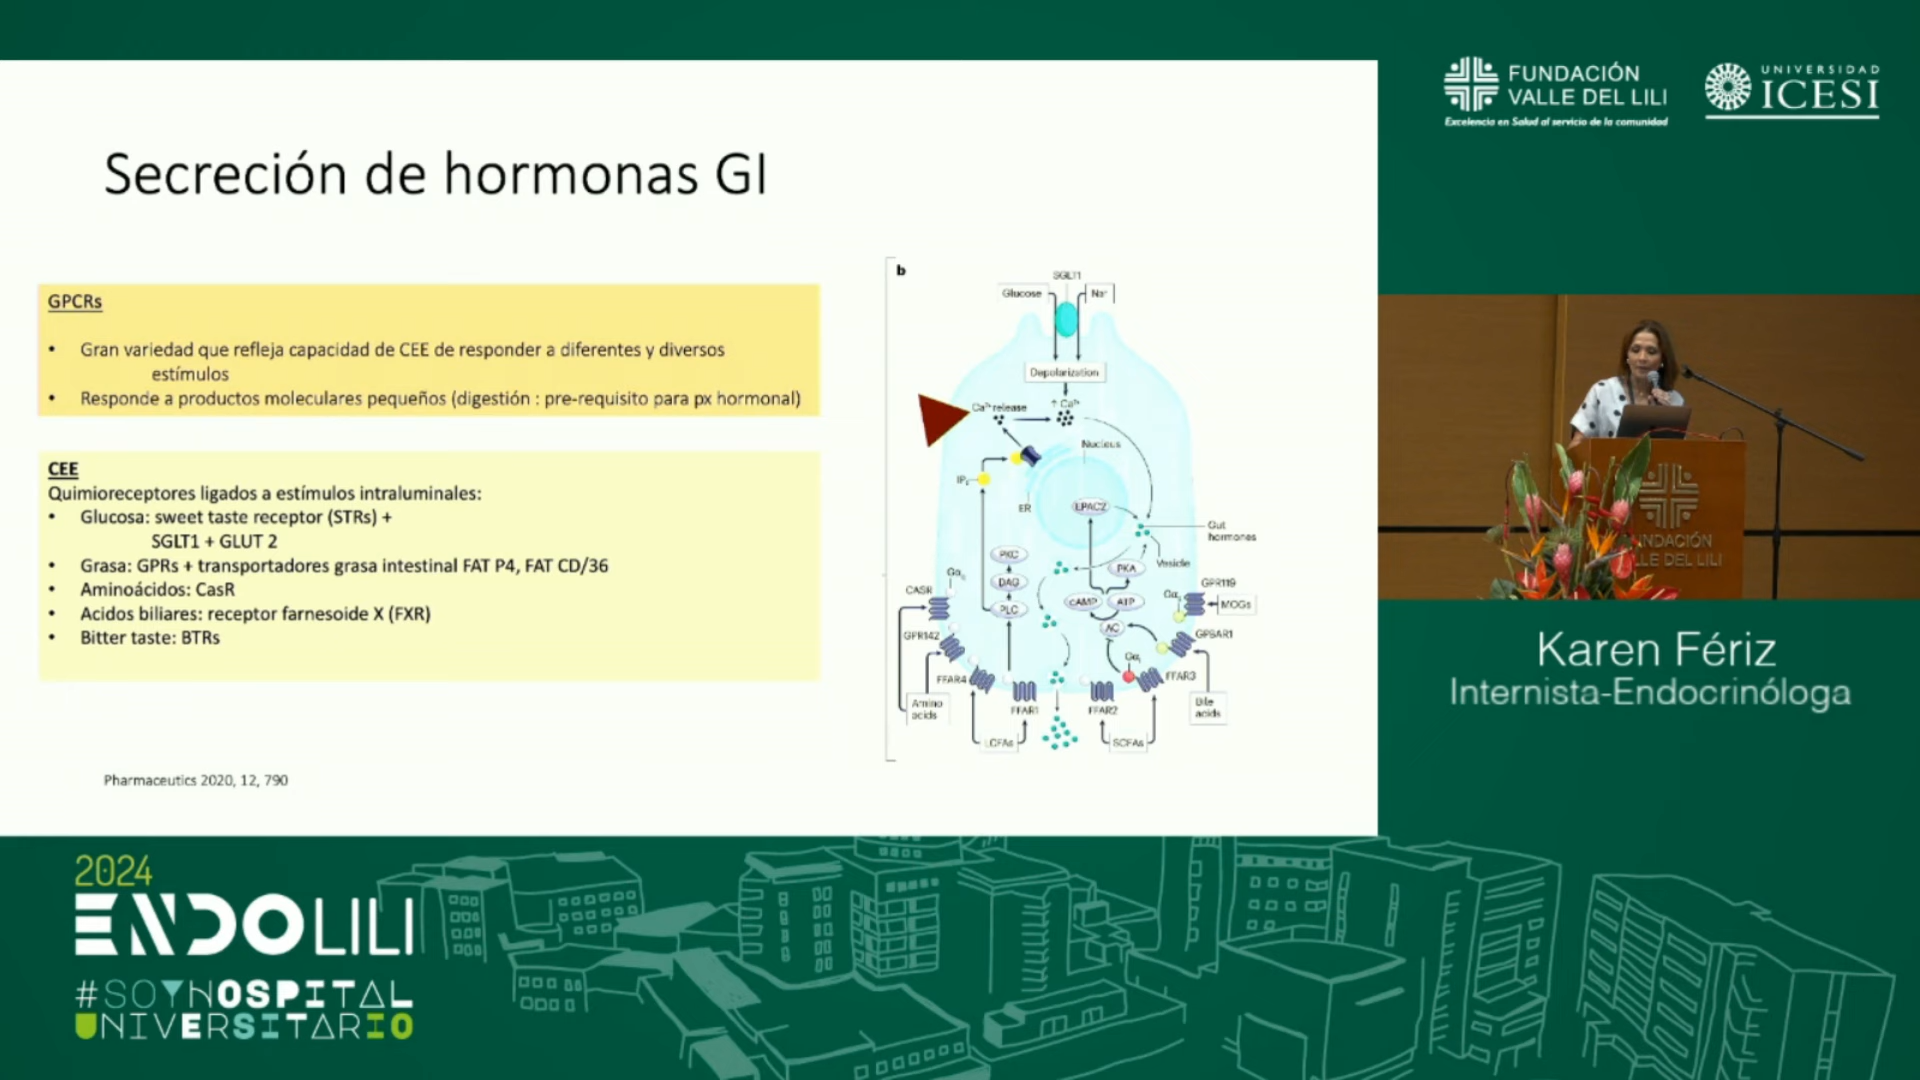 FUNDACIÓN
VALLE DEL LILI
Excelencia en Salud al servicio de la comunidad
UNIVERSIDAD
ICESI
Secreción de hormonas GI
GPCRs
• Gran variedad que refleja capacidad de CEE de responder a diferentes y diversos
estímulos
• Responde a productos moleculares pequeños (digestión : pre-requisito para px hormonal)
CEE
Quimioreceptores ligados a estímulos intraluminales:
• Glucosa: sweet taste receptor (STRs) +
SGLT1 + GLUT 2
• Grasa: GPRs + transportadores grasa intestinal FAT P4, FAT CD/36
• Aminoácidos: CasR
• Acidos biliares: receptor farnesoide X (FXR)
• Bitter taste: BTRs
Pharmaceutics 2020, 12, 790
b
SGLT1
Glucose
Na⁺
Depolarization
Ca²⁺ release
↑ Ca²⁺
Nucleus
IP₃
ER
EPAC2
Gut
hormones
Vesicle
PKC
DAG
PLC
PKA
cAMP
ATP
AC
Gαq
CASR
GPR142
FFAR4
FFAR1
FFAR2
FFAR3
Gαi
Gαs
GPR119
MOGs
GPBAR1
Amino
acids
LCFAs
SCFAs
Bile
acids
FUNDACIÓN
VALLE DEL LILI
Karen Fériz
Internista-Endocrinóloga
2024
ENDOLILI
#SOYHOSPITAL
UNIVERSITARIO